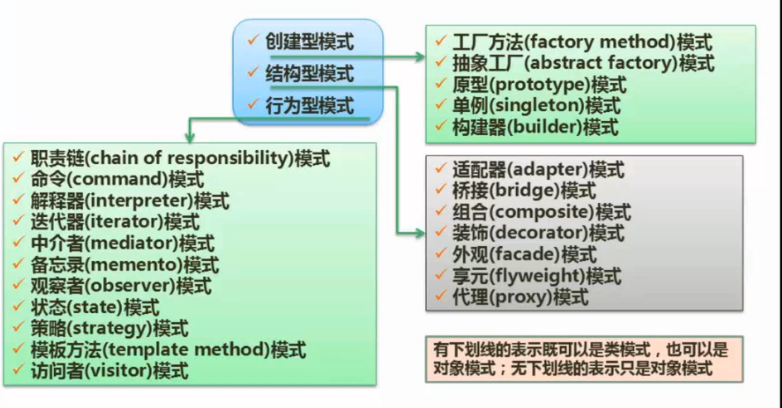 创建型模式
结构型模式
行为型模式
工厂方法(factory method)模式
抽象工厂(abstract factory)模式
原型(prototype)模式
单例(singleton)模式
构建器(builder)模式
职责链(chain of responsibility)模式
命令(command)模式
解释器(interpreter)模式
迭代器(iterator)模式
中介者(mediator)模式
备忘录(memento)模式
观察者(observer)模式
状态(state)模式
策略(strategy)模式
模板方法(template method)模式
访问者(visitor)模式
适配器(adapter)模式
桥接(bridge)模式
组合(composite)模式
装饰(decorator)模式
外观(facade)模式
享元(flyweight)模式
代理(proxy)模式
有下划线的表示既可以是类模式，也可以是
对象模式；无下划线的表示只是对象模式